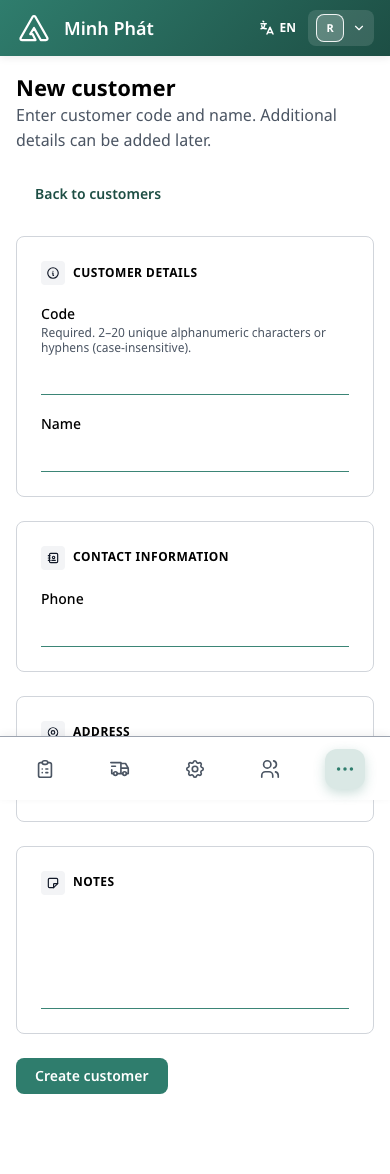 Minh Phát
EN
R
New customer
Enter customer code and name. Additional
details can be added later.
Back to customers
CUSTOMER DETAILS
Code
Required. 2–20 unique alphanumeric characters or
hyphens (case-insensitive).
Name
CONTACT INFORMATION
Phone
ADDRESS
NOTES
Create customer